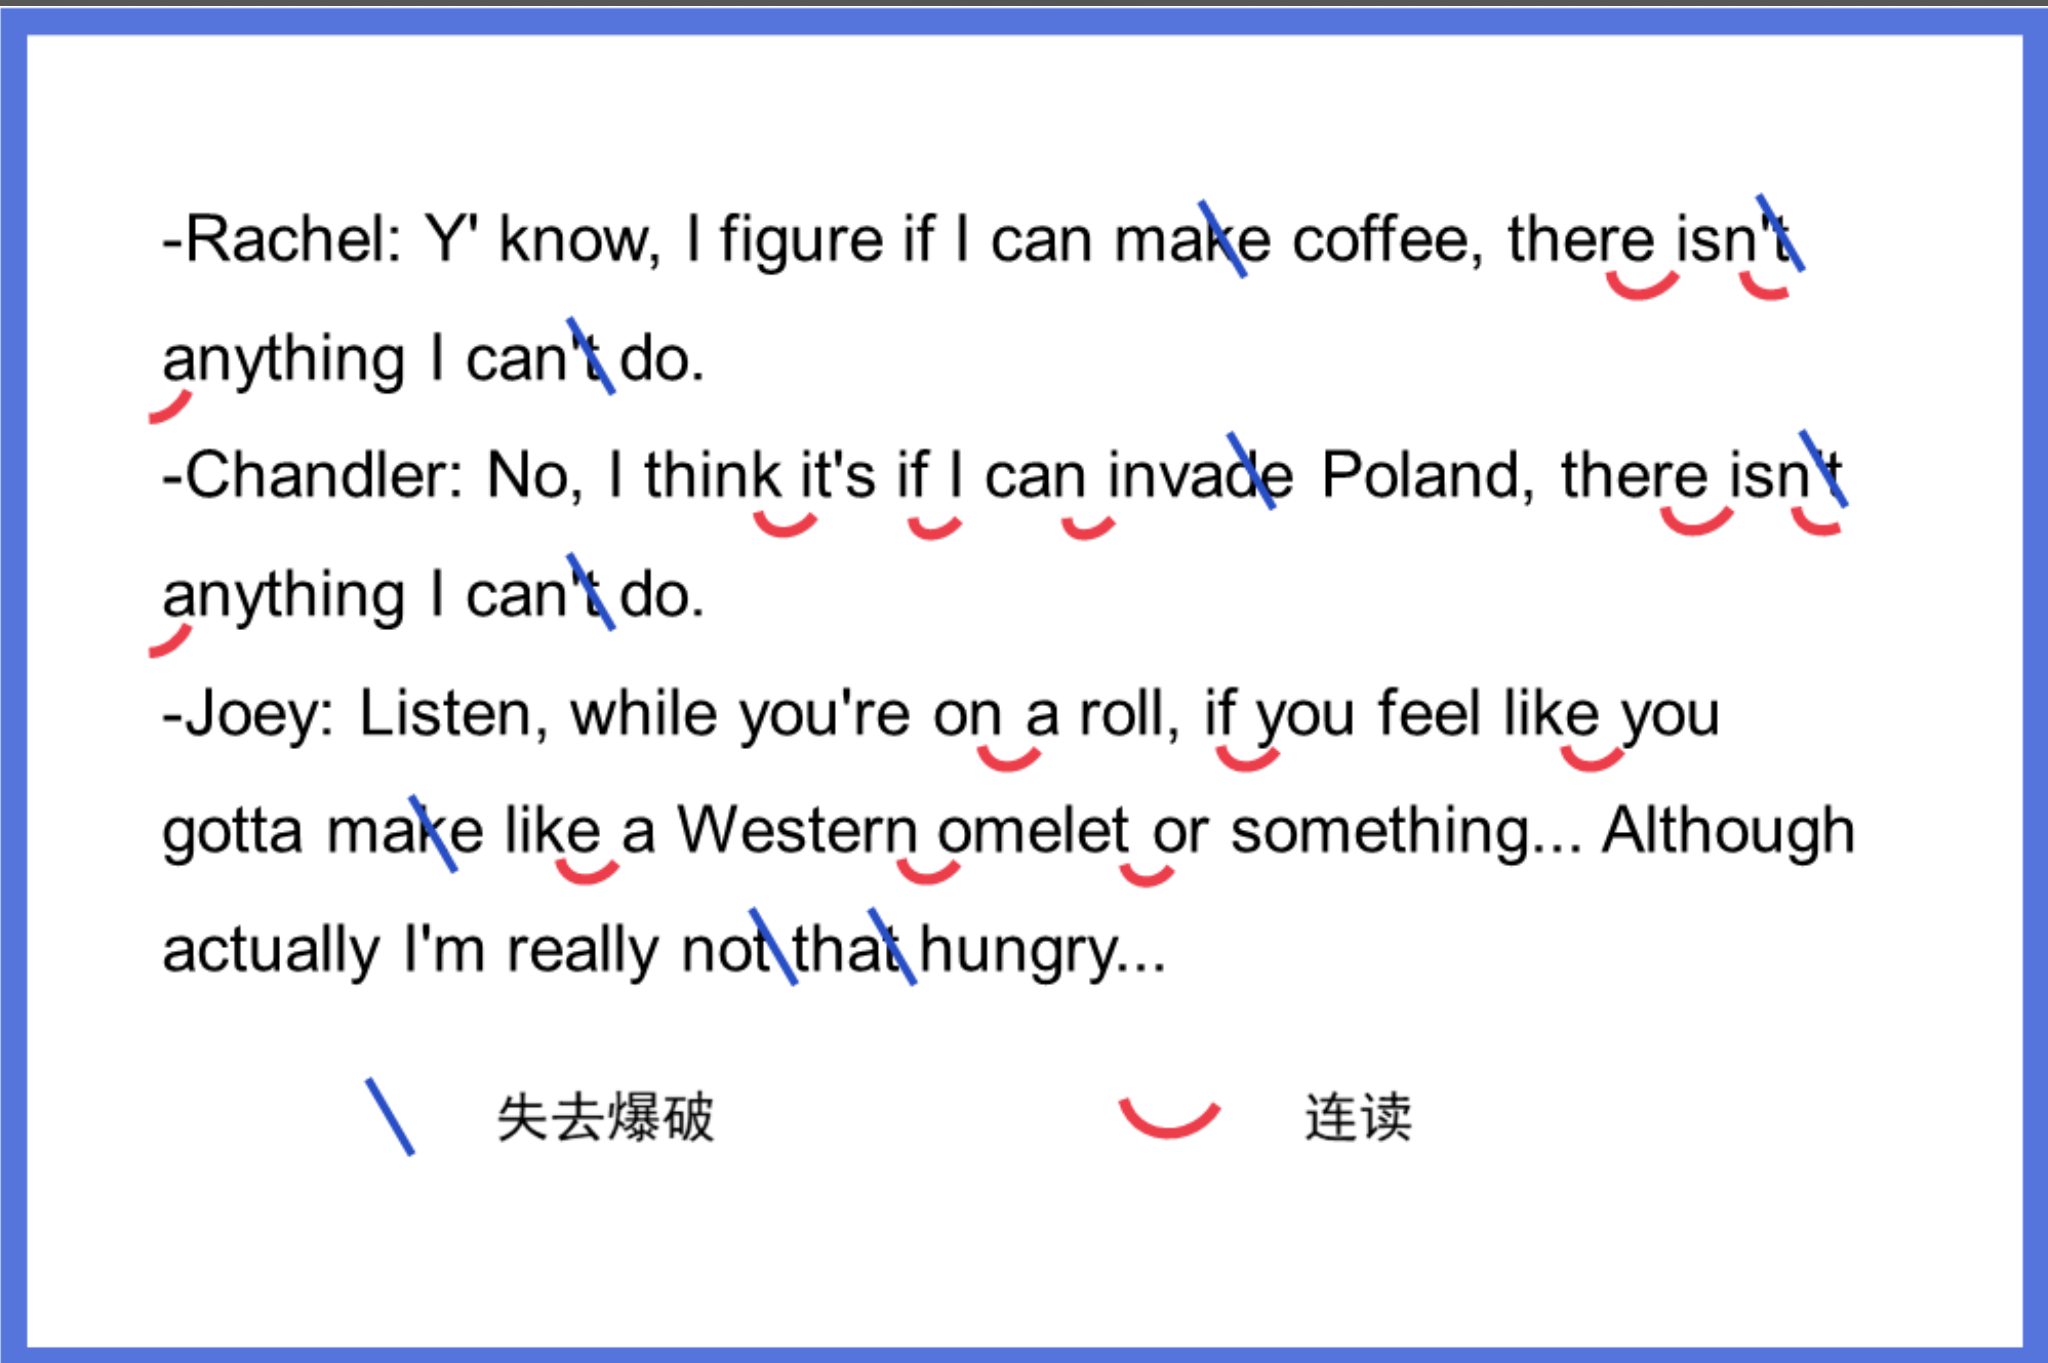 -Rachel: Y' know, I figure if I can make coffee, there isn't
anything I can't do.
-Chandler: No, I think it's if I can invade Poland, there isn't
anything I can't do.
-Joey: Listen, while you're on a roll, if you feel like you
gotta make like a Western omelet or something... Although
actually I'm really not that hungry...
失去爆破 连读